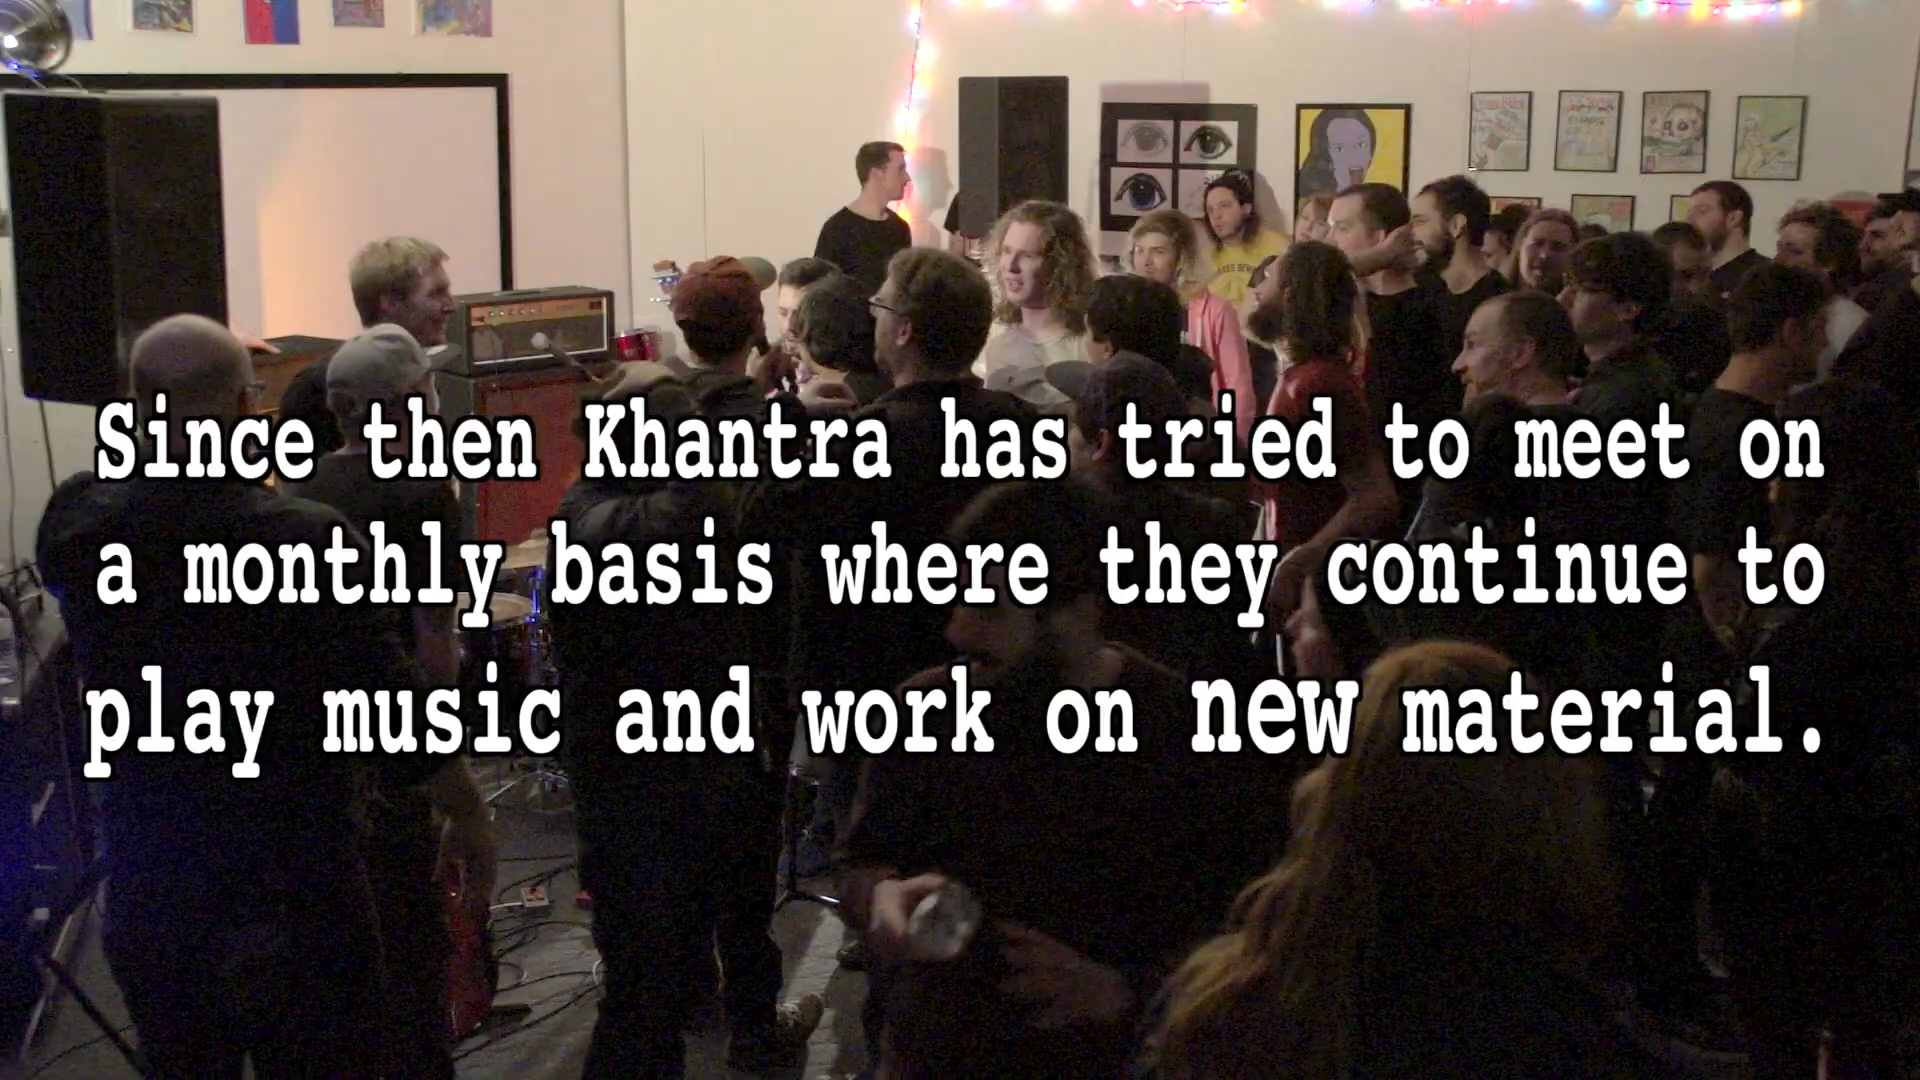 Since then Khantra has tried to meet on
a monthly basis where they continue to
play music and work on new material.